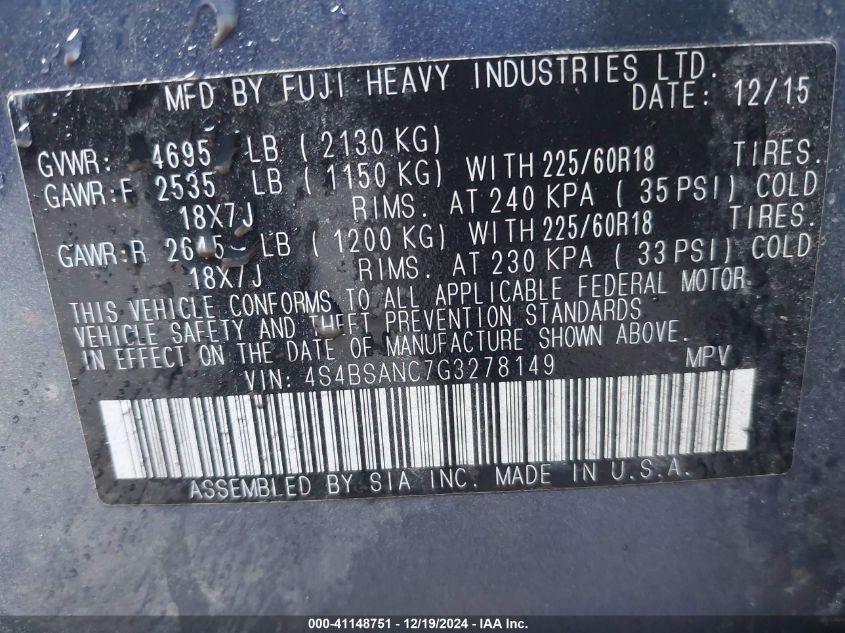 MFD BY FUJI HEAVY INDUSTRIES LTD.
DATE: 12/15
GVWR: 4695 LB ( 2130 KG)
GAWR:F 2535 LB ( 1150 KG) WITH 225/60R18 TIRES.
18X7J RIMS. AT 240 KPA ( 35 PSI) COLD
GAWR:R 2645 LB ( 1200 KG) WITH 225/60R18 TIRES.
18X7J RIMS. AT 230 KPA ( 33 PSI) COLD
THIS VEHICLE CONFORMS TO ALL APPLICABLE FEDERAL MOTOR
VEHICLE SAFETY AND THEFT PREVENTION STANDARDS
IN EFFECT ON THE DATE OF MANUFACTURE SHOWN ABOVE.
VIN: 4S4BSANC7G3278149 MPV
ASSEMBLED BY SIA INC. MADE IN U.S.A.
000-41148751 - 12/19/2024 - IAA, Inc.